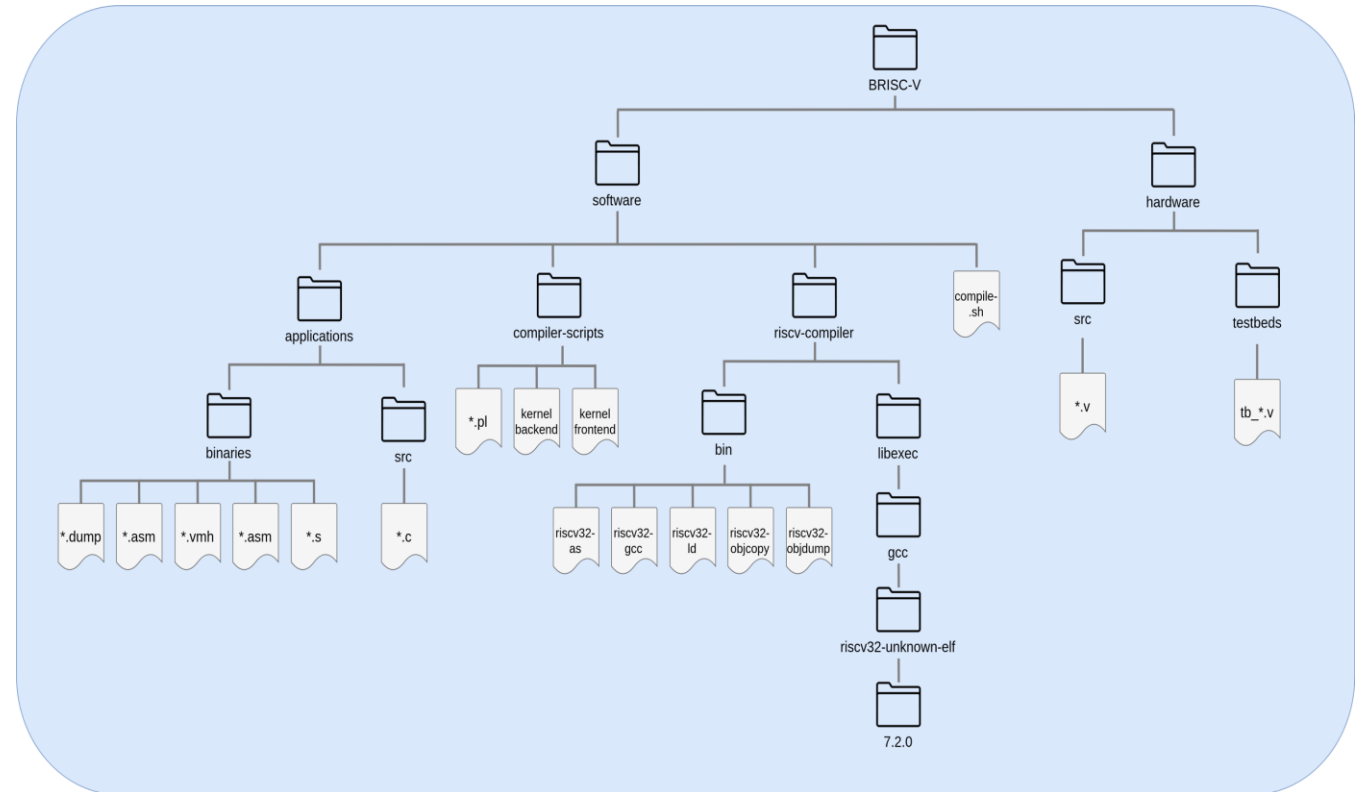 BRISC-V
software
hardware
applications
compiler-scripts
riscv-compiler
compile-
.sh
src
testbeds
binaries
src
*.pl
kernel
backend
kernel
frontend
bin
libexec
*.v
tb_*.v
*.dump
*.asm
*.vmh
*.asm
*.s
*.c
riscv32-
as
riscv32-
gcc
riscv32-
ld
riscv32-
objcopy
riscv32-
objdump
gcc
riscv32-unknown-elf
7.2.0